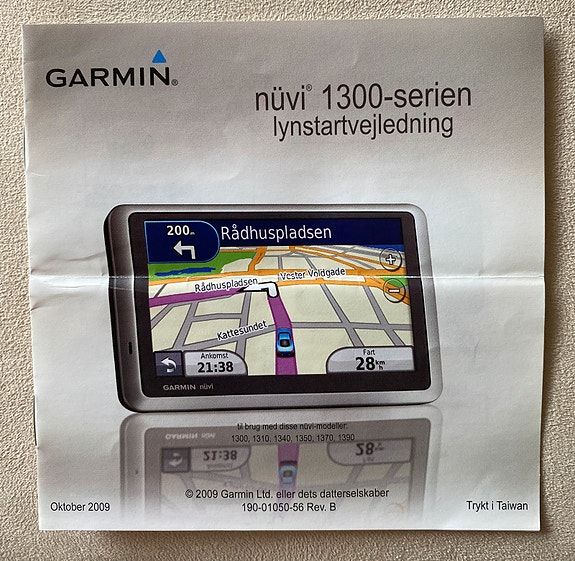 GARMIN®
nüvi® 1300-serien
lynstartvejledning
200m
Rådhuspladsen
Rådhuspladsen
Vester Voldgade
Kattesundet
Ankomst
21:38
Fart
28 km/h
GARMIN nüvi
til brug med disse nüvi-modeller:
1300, 1310, 1340, 1350, 1370, 1390
© 2009 Garmin Ltd. eller dets datterselskaber
Oktober 2009
190-01050-56 Rev. B
Trykt i Taiwan